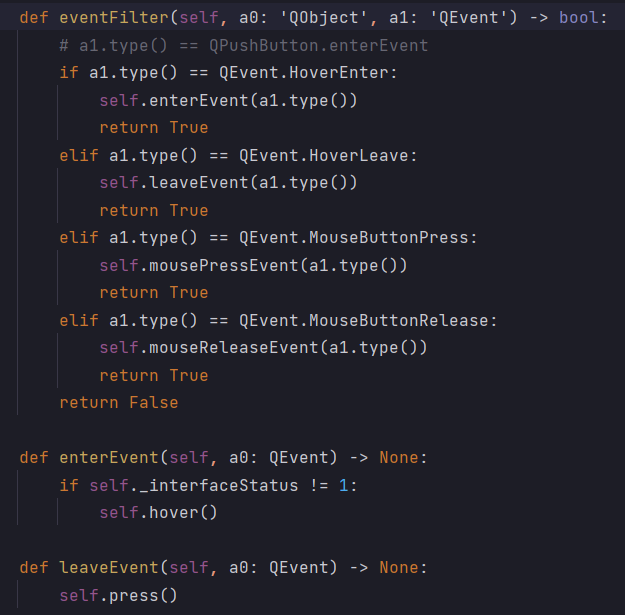 def eventFilter(self, a0: 'QObject', a1: 'QEvent') -> bool:
    # a1.type() == QPushButton.enterEvent
    if a1.type() == QEvent.HoverEnter:
        self.enterEvent(a1.type())
        return True
    elif a1.type() == QEvent.HoverLeave:
        self.leaveEvent(a1.type())
        return True
    elif a1.type() == QEvent.MouseButtonPress:
        self.mousePressEvent(a1.type())
        return True
    elif a1.type() == QEvent.MouseButtonRelease:
        self.mouseReleaseEvent(a1.type())
        return True
    return False

def enterEvent(self, a0: QEvent) -> None:
    if self._interfaceStatus != 1:
        self.hover()

def leaveEvent(self, a0: QEvent) -> None:
    self.press()